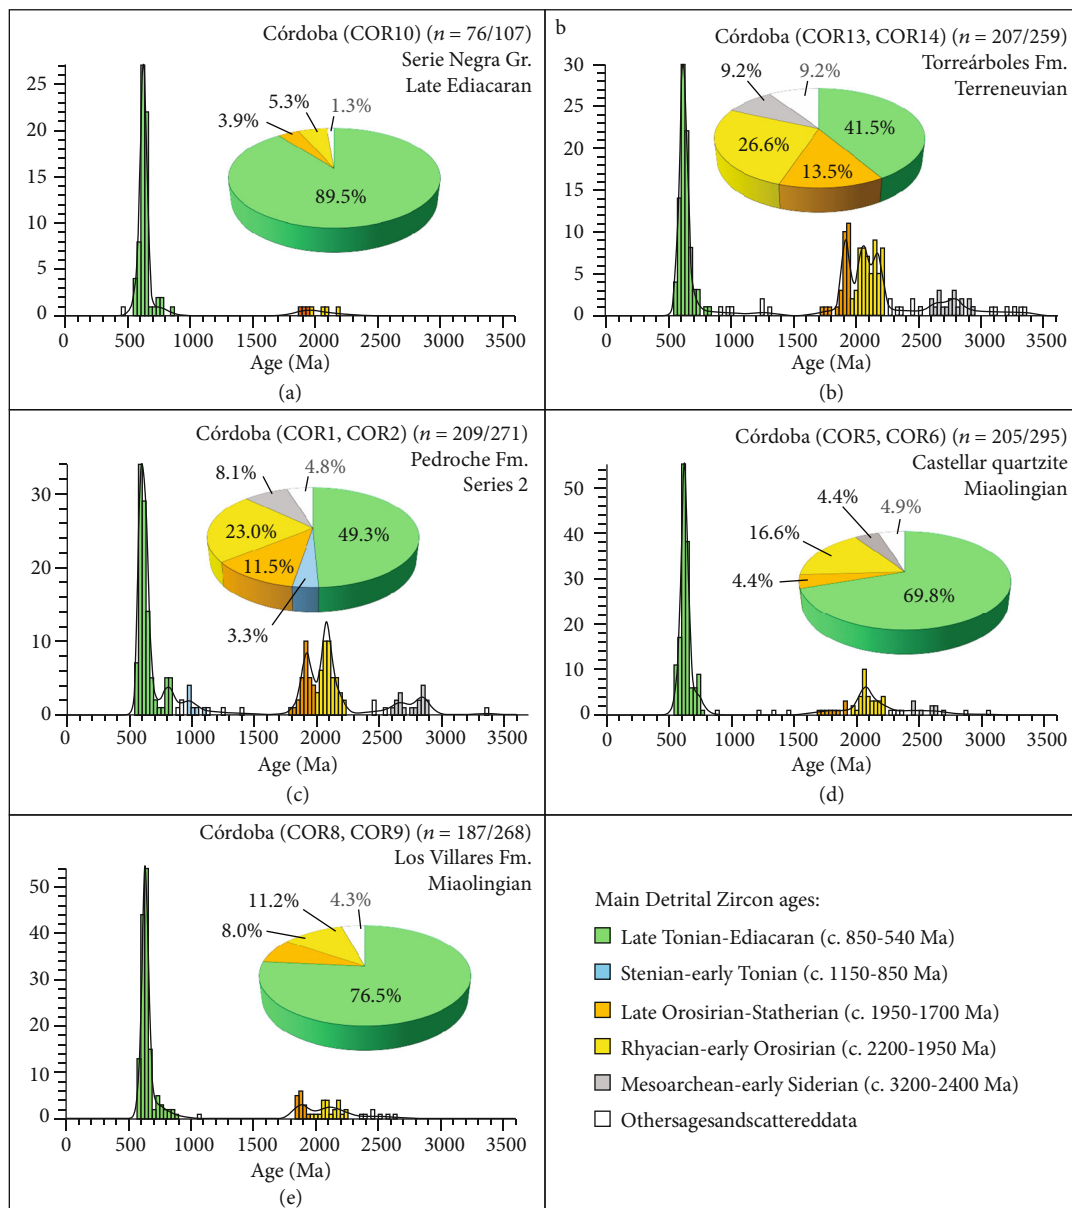 Córdoba (COR10) (n = 76/107)
Serie Negra Gr.
Late Ediacaran
25
20
15
10
5
0
5.3%
1.3%
3.9%
89.5%
0 500 1000 1500 2000 2500 3000 3500
Age (Ma)
(a)
b
Córdoba (COR13, COR14) (n = 207/259)
Torreárboles Fm.
Terreneuvian
30
25
20
15
10
5
0
9.2%
9.2%
41.5%
26.6%
13.5%
0 500 1000 1500 2000 2500 3000 3500
Age (Ma)
(b)
Córdoba (COR1, COR2) (n = 209/271)
Pedroche Fm.
Series 2
30
20
10
0
8.1%
4.8%
23.0%
49.3%
11.5%
3.3%
0 500 1000 1500 2000 2500 3000 3500
Age (Ma)
(c)
Córdoba (COR5, COR6) (n = 205/295)
Castellar quartzite
Miaolingian
50
40
30
20
10
0
4.4%
4.9%
16.6%
4.4%
69.8%
0 500 1000 1500 2000 2500 3000 3500
Age (Ma)
(d)
Córdoba (COR8, COR9) (n = 187/268)
Los Villares Fm.
Miaolingian
50
40
30
20
10
0
11.2%
4.3%
8.0%
76.5%
0 500 1000 1500 2000 2500 3000 3500
Age (Ma)
(e)
Main Detrital Zircon ages:
Late Tonian-Ediacaran (c. 850-540 Ma)
Stenian-early Tonian (c. 1150-850 Ma)
Late Orosirian-Statherian (c. 1950-1700 Ma)
Rhyacian-early Orosirian (c. 2200-1950 Ma)
Mesoarchean-early Siderian (c. 3200-2400 Ma)
Othersagesandscattereddata